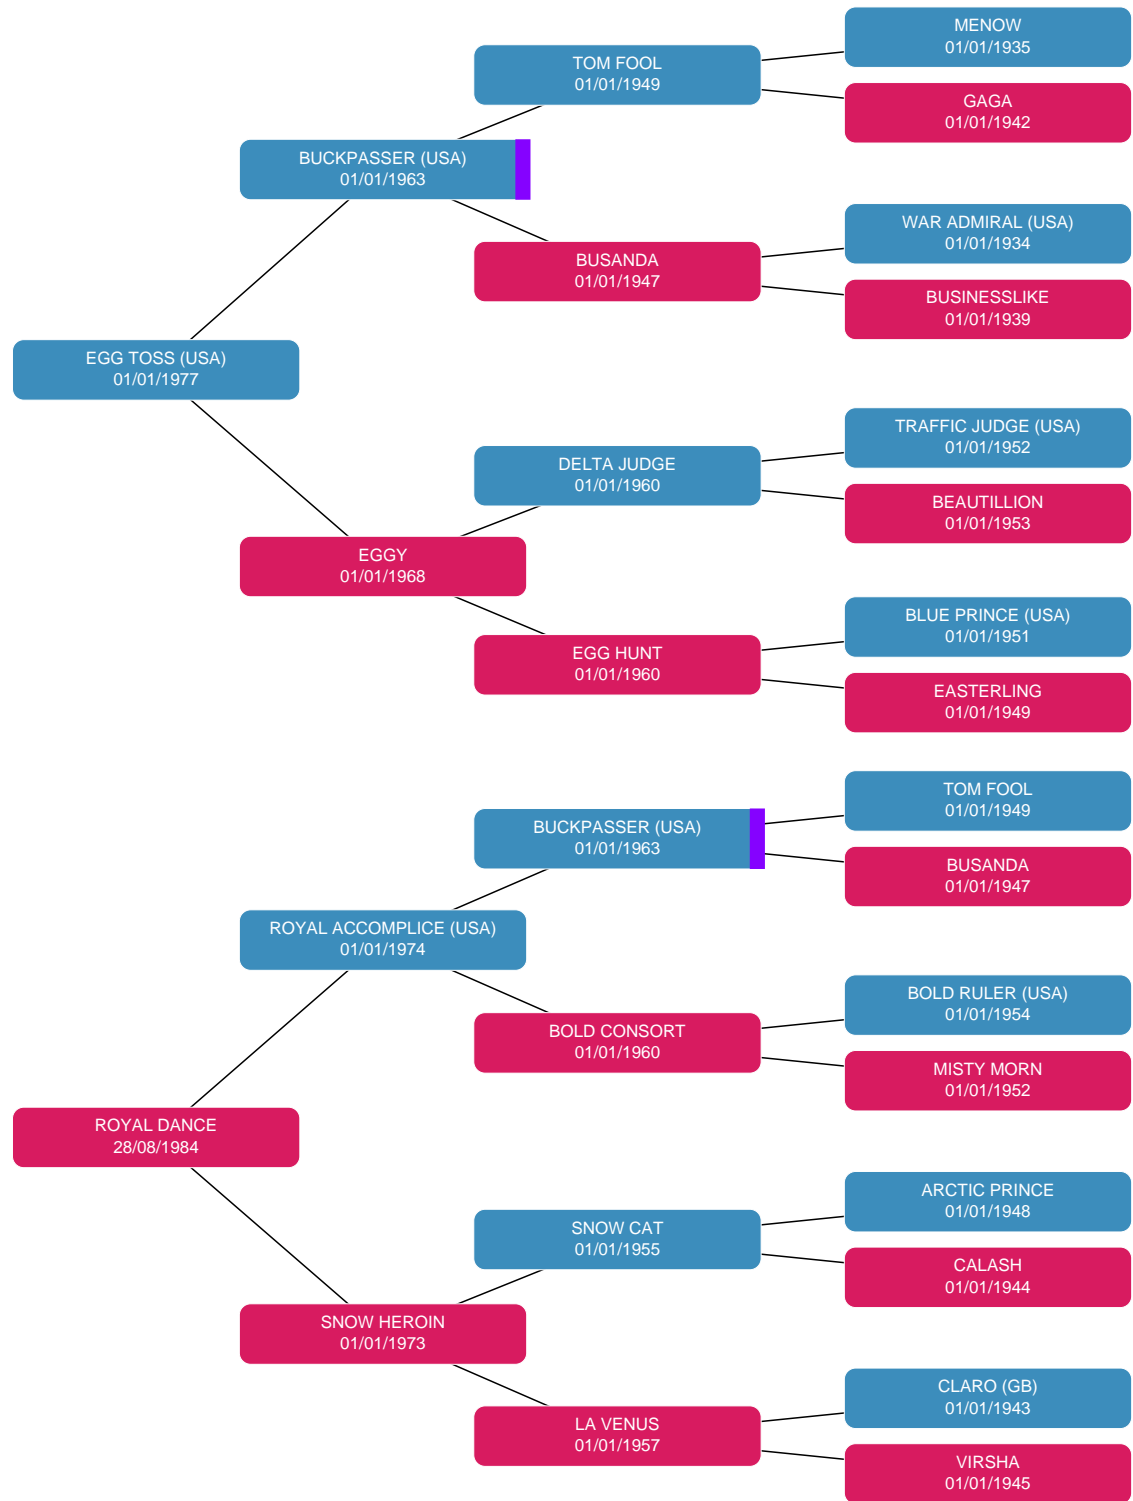 MENOW
01/01/1935
TOM FOOL
01/01/1949
GAGA
01/01/1942
BUCKPASSER (USA)
01/01/1963
WAR ADMIRAL (USA)
01/01/1934
BUSANDA
01/01/1947
BUSINESSLIKE
01/01/1939
EGG TOSS (USA)
01/01/1977
TRAFFIC JUDGE (USA)
01/01/1952
DELTA JUDGE
01/01/1960
BEAUTILLION
01/01/1953
EGGY
01/01/1968
BLUE PRINCE (USA)
01/01/1951
EGG HUNT
01/01/1960
EASTERLING
01/01/1949
TOM FOOL
01/01/1949
BUCKPASSER (USA)
01/01/1963
BUSANDA
01/01/1947
ROYAL ACCOMPLICE (USA)
01/01/1974
BOLD RULER (USA)
01/01/1954
BOLD CONSORT
01/01/1960
MISTY MORN
01/01/1952
ROYAL DANCE
28/08/1984
ARCTIC PRINCE
01/01/1948
SNOW CAT
01/01/1955
CALASH
01/01/1944
SNOW HEROIN
01/01/1973
CLARO (GB)
01/01/1943
LA VENUS
01/01/1957
VIRSHA
01/01/1945